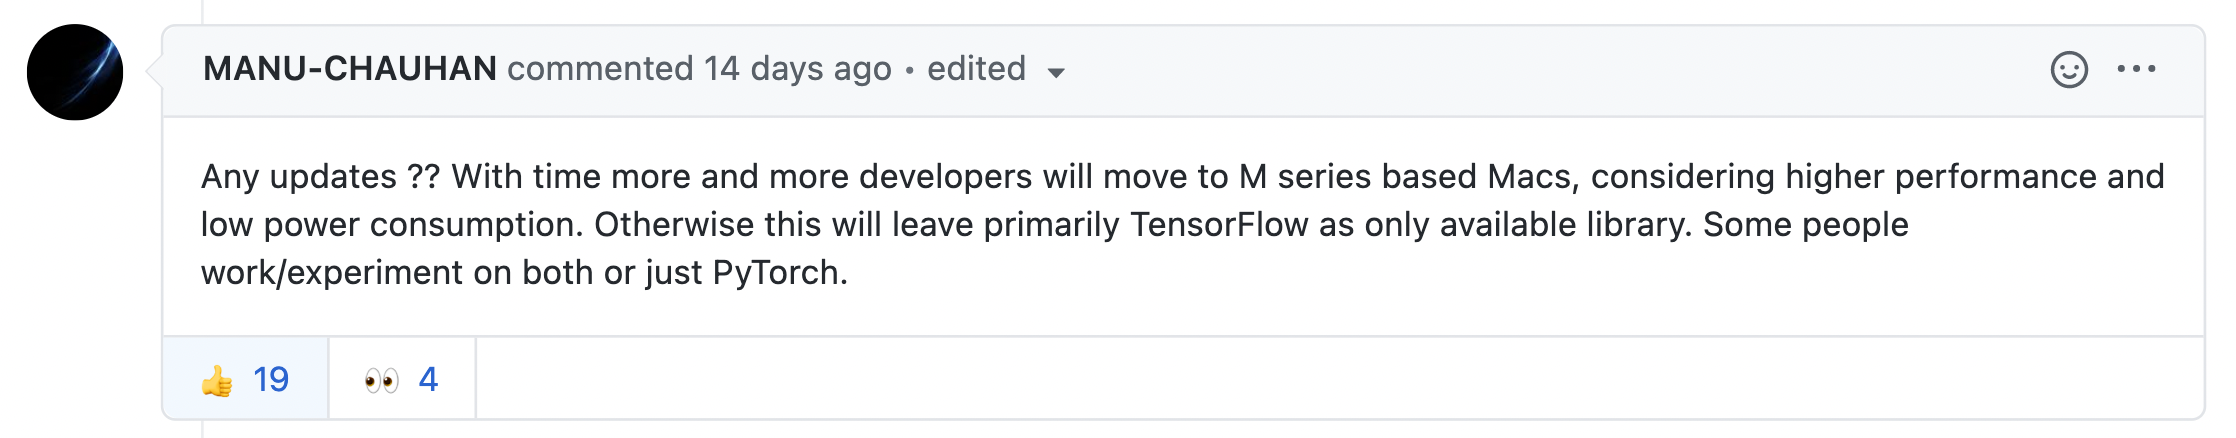 MANU-CHAUHAN commented 14 days ago • edited
Any updates ?? With time more and more developers will move to M series based Macs, considering higher performance and
low power consumption. Otherwise this will leave primarily TensorFlow as only available library. Some people
work/experiment on both or just PyTorch.
👍 19 👀 4